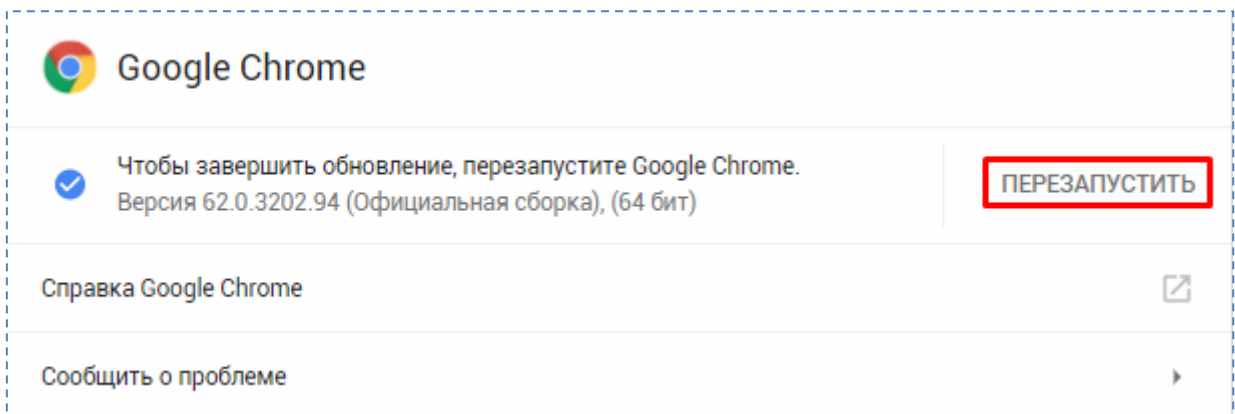 Google Chrome
Чтобы завершить обновление, перезапустите Google Chrome.
Версия 62.0.3202.94 (Официальная сборка), (64 бит)
ПЕРЕЗАПУСТИТЬ
Справка Google Chrome
Сообщить о проблеме